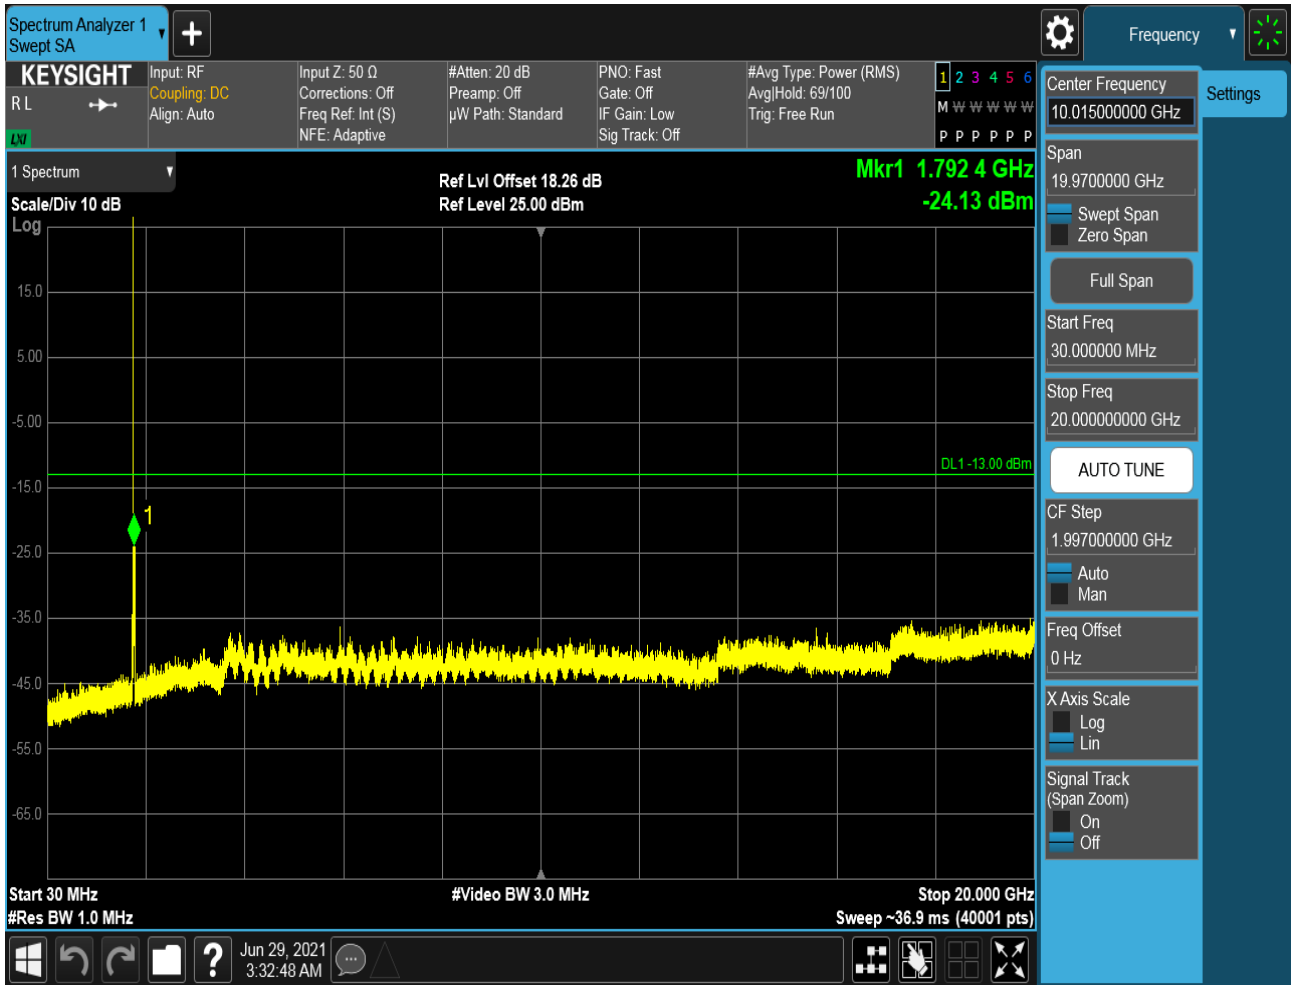 Spectrum Analyzer 1
Swept SA
Frequency
KEYSIGHT
R L
LXI
Input: RF
Coupling: DC
Align: Auto
Input Z: 50 Ω
Corrections: Off
Freq Ref: Int (S)
NFE: Adaptive
#Atten: 20 dB
Preamp: Off
µW Path: Standard
PNO: Fast
Gate: Off
IF Gain: Low
Sig Track: Off
#Avg Type: Power (RMS)
Avg|Hold: 69/100
Trig: Free Run
1 2 3 4 5 6
M W W W W W
P P P P P P
1 Spectrum
Scale/Div 10 dB
Log
Ref Lvl Offset 18.26 dB
Ref Level 25.00 dBm
Mkr1 1.792 4 GHz
-24.13 dBm
15.0
5.00
-5.00
DL1 -13.00 dBm
-15.0
1
-25.0
-35.0
-45.0
-55.0
-65.0
Start 30 MHz
#Res BW 1.0 MHz
#Video BW 3.0 MHz
Stop 20.000 GHz
Sweep ~36.9 ms (40001 pts)
Jun 29, 2021
3:32:48 AM
Center Frequency
10.015000000 GHz
Settings
Span
19.9700000 GHz
Swept Span
Zero Span
Full Span
Start Freq
30.000000 MHz
Stop Freq
20.000000000 GHz
AUTO TUNE
CF Step
1.997000000 GHz
Auto
Man
Freq Offset
0 Hz
X Axis Scale
Log
Lin
Signal Track
(Span Zoom)
On
Off